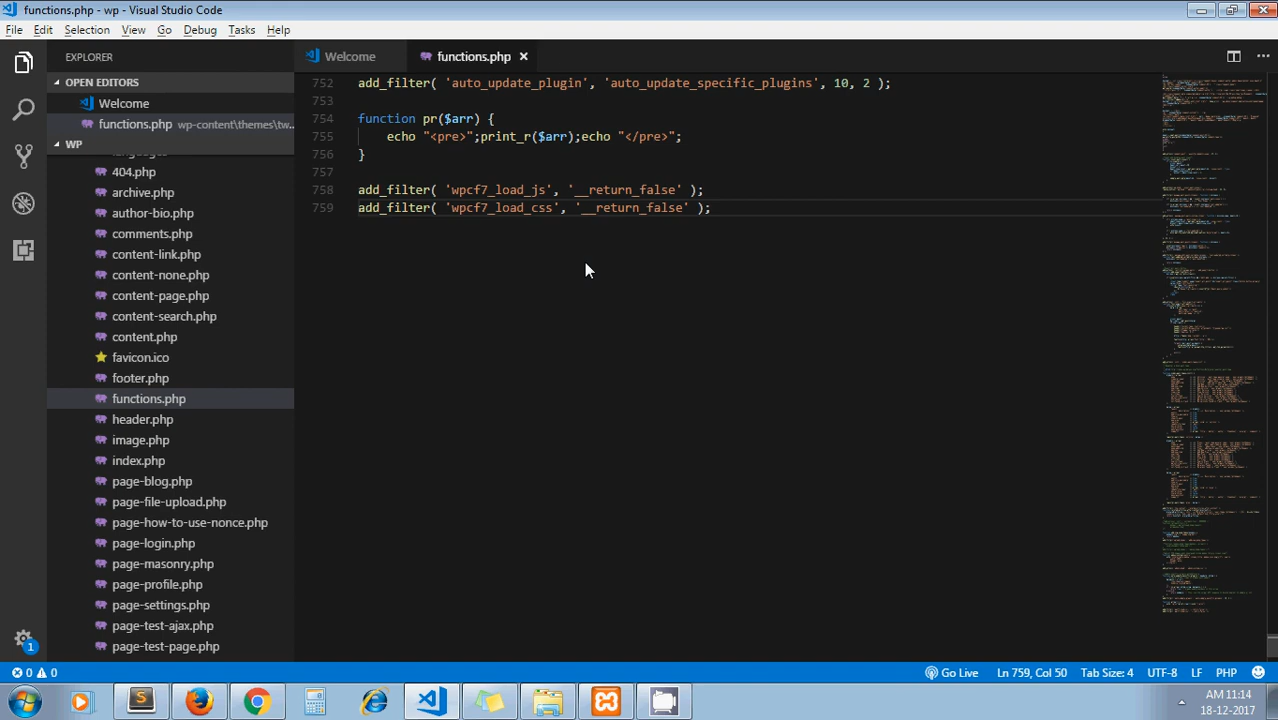 functions.php - wp - Visual Studio Code
File Edit Selection View Go Debug Tasks Help
EXPLORER
Welcome
functions.php
OPEN EDITORS
Welcome
functions.php wp-content\themes\tw...
WP
languages
404.php
archive.php
author-bio.php
comments.php
content-link.php
content-none.php
content-page.php
content-search.php
content.php
favicon.ico
footer.php
functions.php
header.php
image.php
index.php
page-blog.php
page-file-upload.php
page-how-to-use-nonce.php
page-login.php
page-parent.php
page-profile.php
page-settings.php
page-test-ajax.php
page-test-page.php
752 add_filter( 'auto_update_plugin', 'auto_update_specific_plugins', 10, 2 );
753
754 function pr($arr) {
755 echo "<pre>";print_r($arr);echo "</pre>";
756 }
757
758 add_filter( 'wpcf7_load_js', '__return_false' );
759 add_filter( 'wpcf7_load_css', '__return_false' );
1
0 0
Go Live Ln 759, Col 50 Tab Size: 4 UTF-8 LF PHP
AM 11:14
18-12-2017